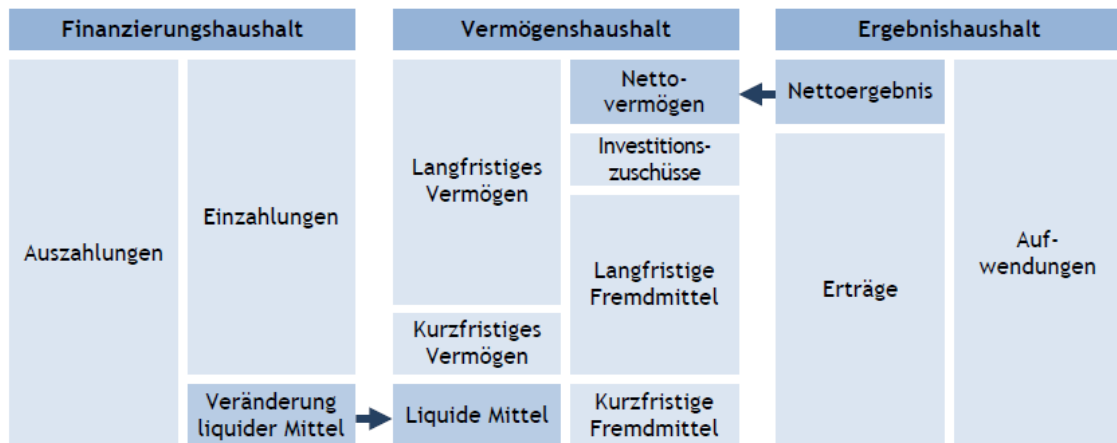 Finanzierungshaushalt
Auszahlungen
Einzahlungen
Veränderung
liquider Mittel
Vermögenshaushalt
Langfristiges
Vermögen
Kurzfristiges
Vermögen
Liquide Mittel
Netto-
vermögen
Investitions-
zuschüsse
Langfristige
Fremdmittel
Kurzfristige
Fremdmittel
Ergebnishaushalt
Nettoergebnis
Erträge
Auf-
wendungen